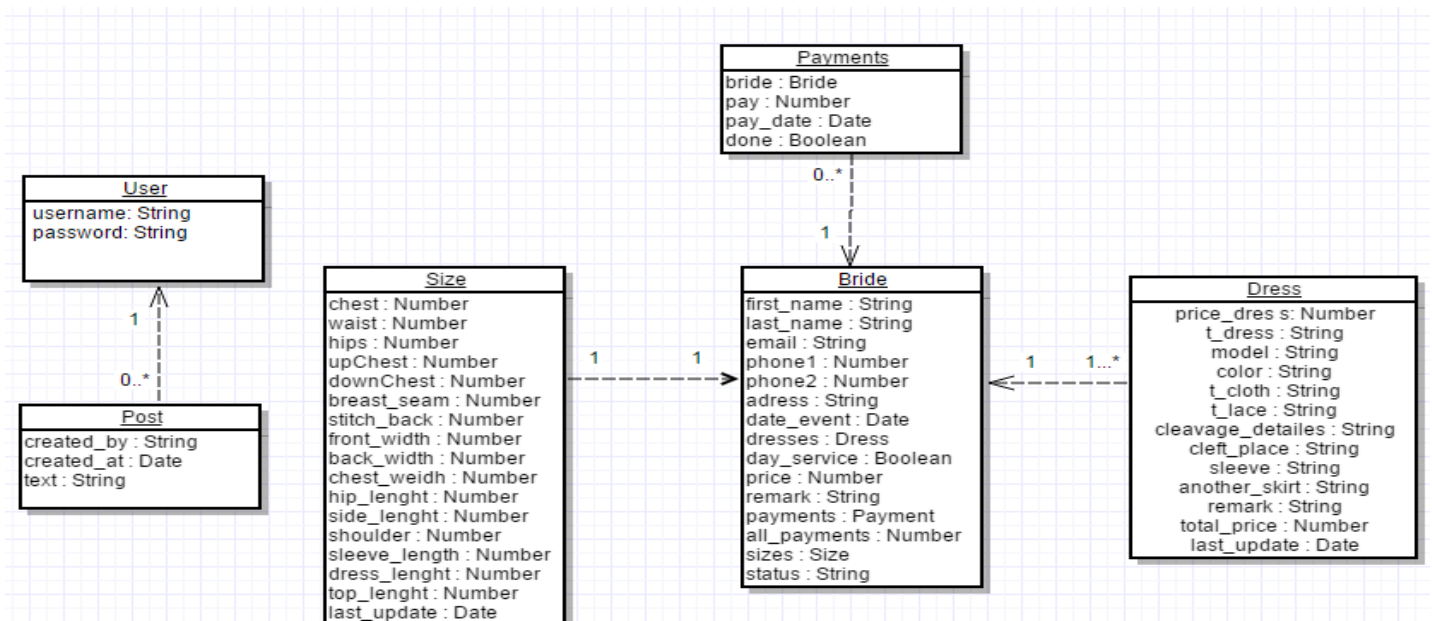 Payments
bride : Bride
pay : Number
pay_date : Date
done : Boolean
0..*
1
User
username: String
password: String
1
0..*
Post
created_by : String
created_at : Date
text : String
Size
chest : Number
waist : Number
hips : Number
upChest : Number
downChest : Number
breast_seam : Number
stitch_back : Number
front_width : Number
back_width : Number
chest_weidh : Number
hip_lenght : Number
side_lenght : Number
shoulder : Number
sleeve_length : Number
dress_lenght : Number
top_lenght : Number
last_update : Date
1 1
Bride
first_name : String
last_name : String
email : String
phone1 : Number
phone2 : Number
adress : String
date_event : Date
dresses : Dress
day_service : Boolean
price : Number
remark : String
payments : Payment
all_payments : Number
sizes : Size
status : String
1 1...*
Dress
price_dres s: Number
t_dress : String
model : String
color : String
t_cloth : String
t_lace : String
cleavage_detailes : String
cleft_place : String
sleeve : String
another_skirt : String
remark : String
total_price : Number
last_update : Date